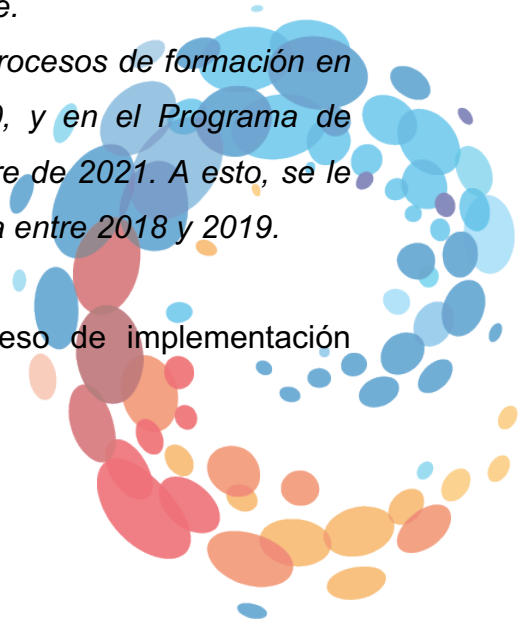 e.
rocesos de formación en
, y en el Programa de
re de 2021. A esto, se le
a entre 2018 y 2019.
eso de implementación